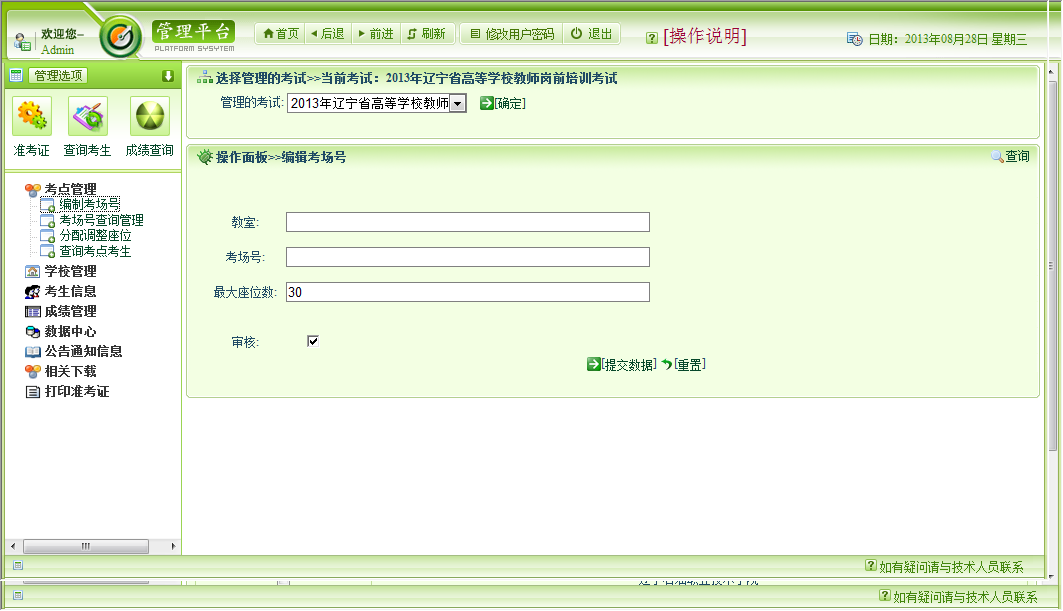 欢迎您–
Admin
管理平台
PLATFORM SYSYTEM
首页 后退 前进 刷新 修改用户密码 退出
[操作说明]
日期: 2013年08月28日 星期三
管理选项
准考证 查询考生 成绩查询
考点管理
编制考场号
考场号查询管理
分配调整座位
查询考点考生
学校管理
考生信息
成绩管理
数据中心
公告通知信息
相关下载
打印准考证
选择管理的考试>>当前考试: 2013年辽宁省高等学校教师岗前培训考试
管理的考试: 2013年辽宁省高等学校教师 [确定]
操作面板>>编辑考场号 查询
教室:
考场号:
最大座位数: 30
审核:
[提交数据] [重置]
如有疑问请与技术人员联系
如有疑问请与技术人员联系